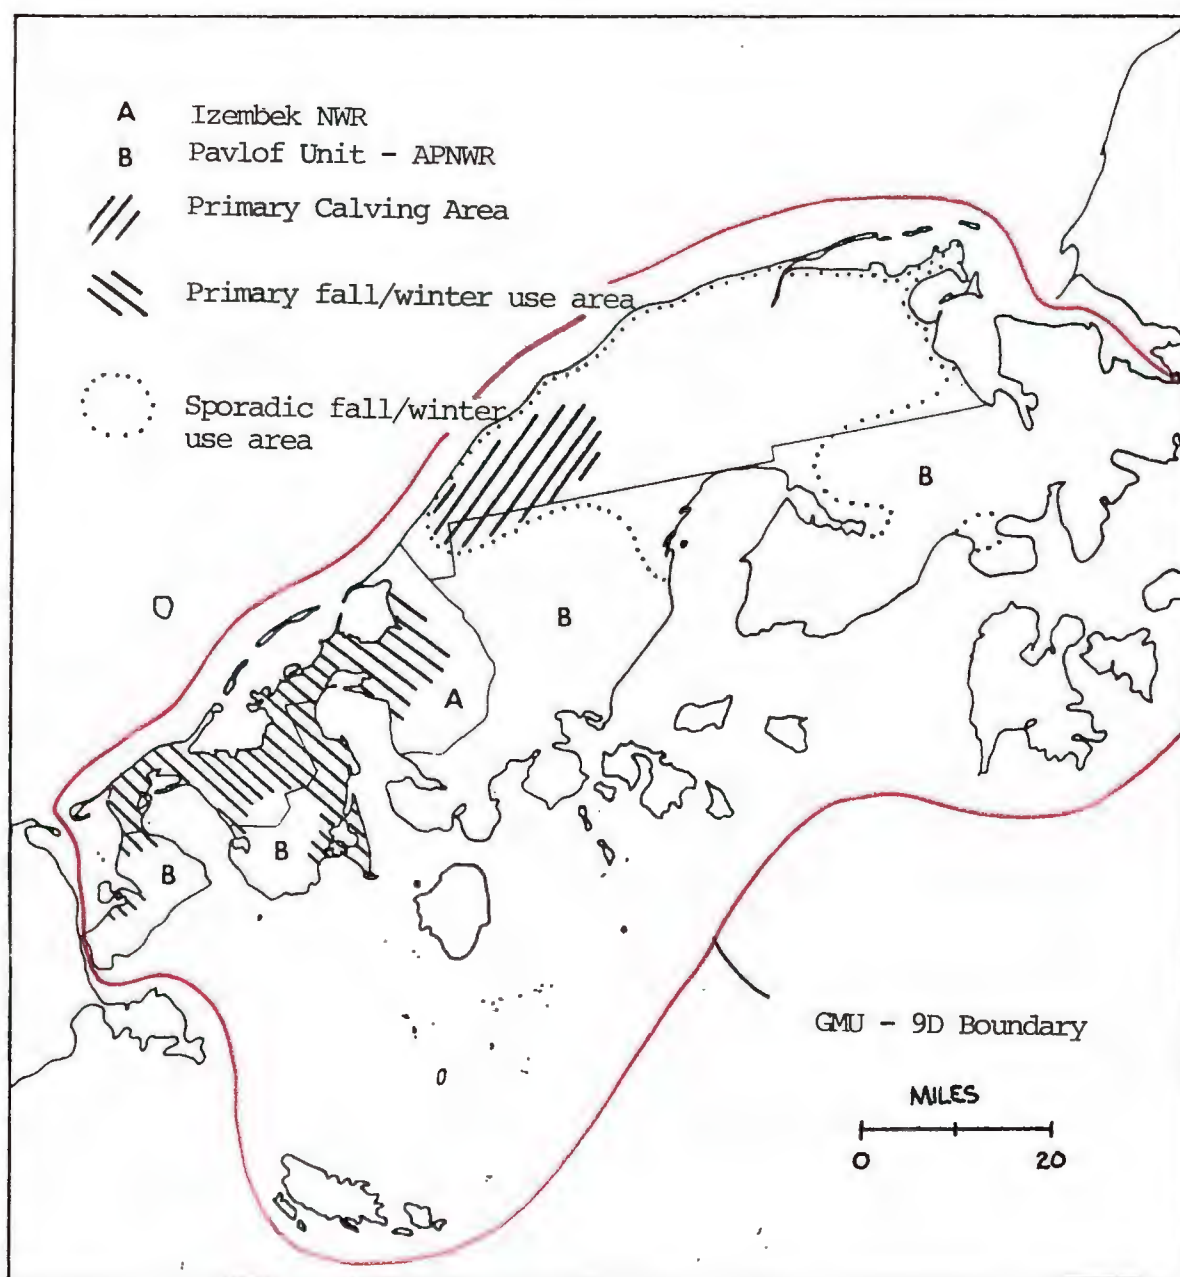 A Izembek NWR
B Pavlof Unit - APNWR
Primary Calving Area
Primary fall/winter use area
Sporadic fall/winter
use area
B
B
A
B
B
GMU - 9D Boundary
MILES
0 20